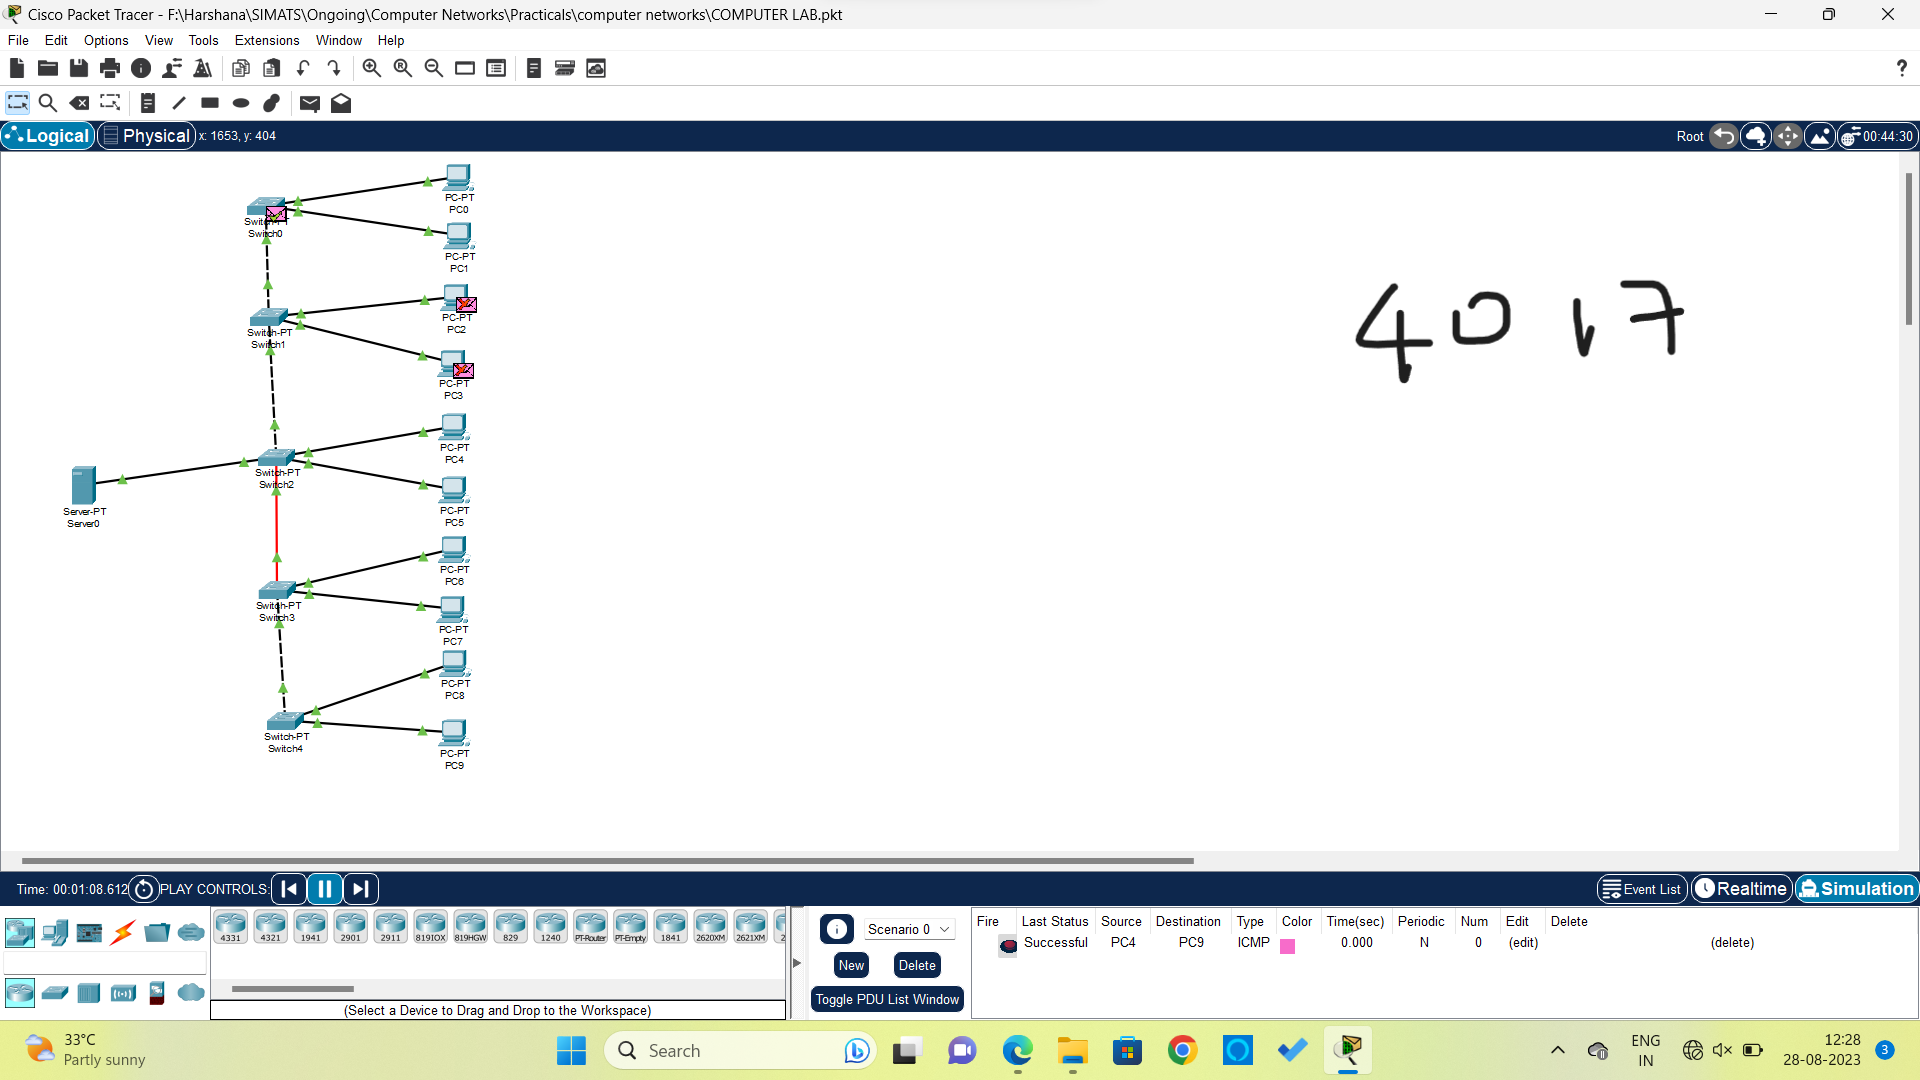 Cisco Packet Tracer - F:\Harshana\SIMATS\Ongoing\Computer Networks\Practicals\computer networks\COMPUTER LAB.pkt
File Edit Options View Tools Extensions Window Help
?
Logical Physical x: 1653, y: 404 Root 00:44:30
PC-PT
PC0
Switch-PT
Switch0
PC-PT
PC1
PC-PT
PC2
Switch-PT
Switch1
PC-PT
PC3
4017
PC-PT
PC4
Switch-PT
Switch2
Server-PT
Server0
PC-PT
PC5
PC-PT
PC6
Switch-PT
Switch3
PC-PT
PC7
PC-PT
PC8
Switch-PT
Switch4
PC-PT
PC9
Time: 00:01:08.612 PLAY CONTROLS: Event List Realtime Simulation
4331 4321 1941 2901 2911 819IOX 819HGW 829 1240 PT-Router PT-Empty 1841 2620XM 2621XM 2
(Select a Device to Drag and Drop to the Workspace)
Scenario 0
New Delete
Toggle PDU List Window
Fire Last Status Source Destination Type Color Time(sec) Periodic Num Edit Delete
Successful PC4 PC9 ICMP 0.000 N 0 (edit) (delete)
33°C
Partly sunny
Search
ENG
IN
12:28
28-08-2023
3